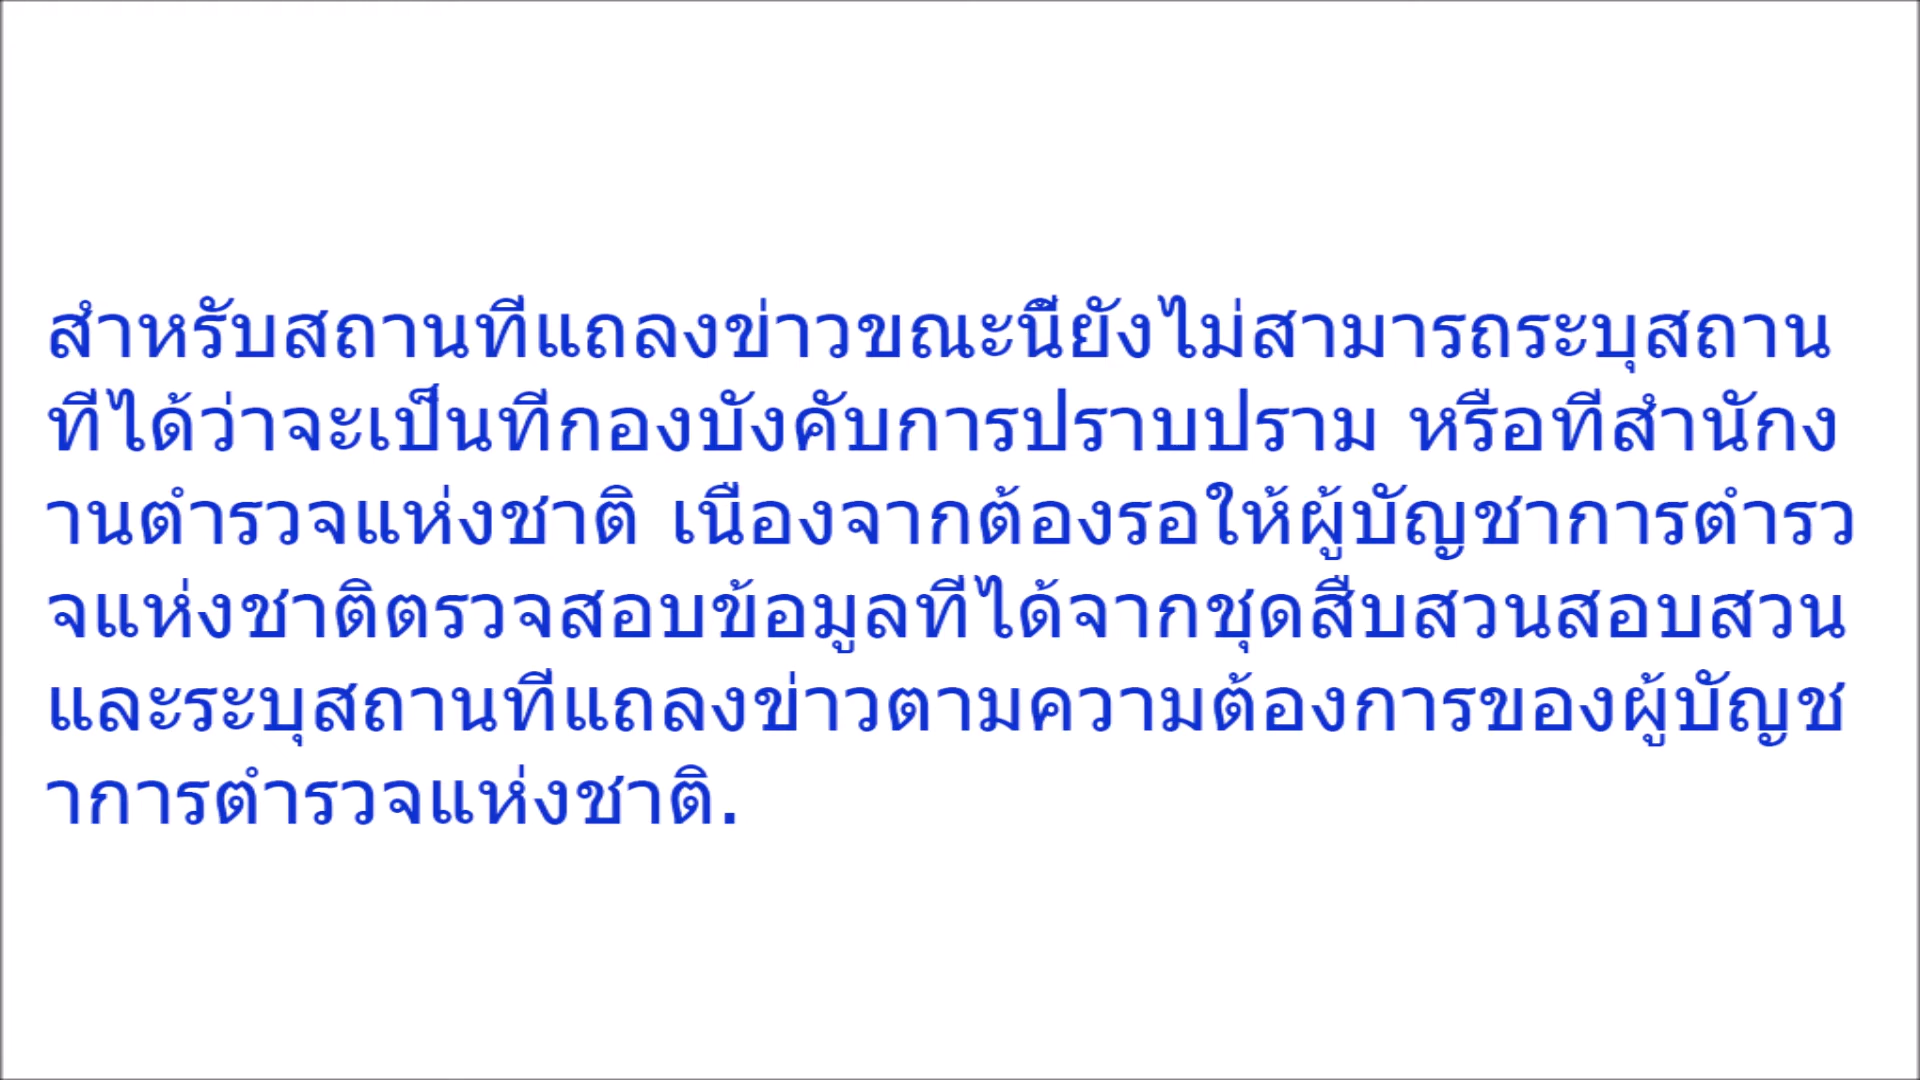 สำหรับสถานที่แถลงข่าวขณะนี้ยังไม่สามารถระบุสถาน
ที่ได้ว่าจะเป็นที่กองบังคับการปราบปราม หรือที่สำนักง
านตำรวจแห่งชาติ เนื่องจากต้องรอให้ผู้บัญชาการตำรว
จแห่งชาติตรวจสอบข้อมูลที่ได้จากชุดสืบสวนสอบสวน
และระบุสถานที่แถลงข่าวตามความต้องการของผู้บัญช
าการตำรวจแห่งชาติ.